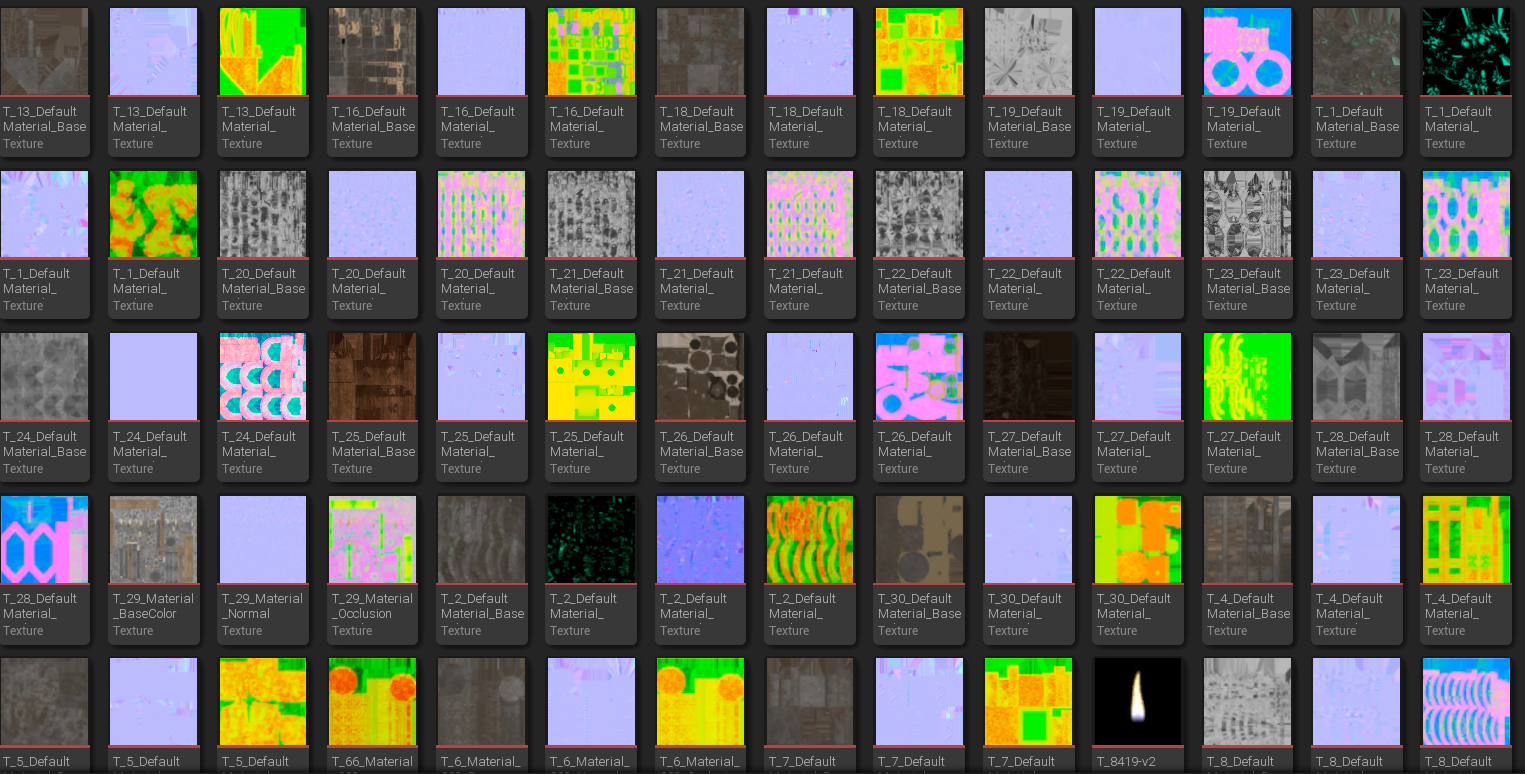 T_13_Default
Material_Base
Texture
T_13_Default
Material_
Texture
T_13_Default
Material_
Texture
T_16_Default
Material_Base
Texture
T_16_Default
Material_
Texture
T_16_Default
Material_
Texture
T_18_Default
Material_Base
Texture
T_18_Default
Material_
Texture
T_18_Default
Material_
Texture
T_19_Default
Material_Base
Texture
T_19_Default
Material_
Texture
T_19_Default
Material_
Texture
T_1_Default
Material_Base
Texture
T_1_Default
Material_
Texture
T_1_Default
Material_
Texture
T_1_Default
Material_
Texture
T_20_Default
Material_Base
Texture
T_20_Default
Material_
Texture
T_20_Default
Material_
Texture
T_21_Default
Material_Base
Texture
T_21_Default
Material_
Texture
T_21_Default
Material_
Texture
T_22_Default
Material_Base
Texture
T_22_Default
Material_
Texture
T_22_Default
Material_
Texture
T_23_Default
Material_Base
Texture
T_23_Default
Material_
Texture
T_23_Default
Material_
Texture
T_24_Default
Material_Base
Texture
T_24_Default
Material_
Texture
T_24_Default
Material_
Texture
T_25_Default
Material_Base
Texture
T_25_Default
Material_
Texture
T_25_Default
Material_
Texture
T_26_Default
Material_Base
Texture
T_26_Default
Material_
Texture
T_26_Default
Material_
Texture
T_27_Default
Material_Base
Texture
T_27_Default
Material_
Texture
T_27_Default
Material_
Texture
T_28_Default
Material_Base
Texture
T_28_Default
Material_
Texture
T_28_Default
Material_
Texture
T_29_Material
_BaseColor
Texture
T_29_Material
_Normal
Texture
T_29_Material
_Occlusion
Texture
T_2_Default
Material_Base
Texture
T_2_Default
Material_
Texture
T_2_Default
Material_
Texture
T_2_Default
Material_
Texture
T_30_Default
Material_Base
Texture
T_30_Default
Material_
Texture
T_30_Default
Material_
Texture
T_4_Default
Material_Base
Texture
T_4_Default
Material_
Texture
T_4_Default
Material_
Texture
T_5_Default
T_5_Default
T_5_Default
T_66_Material
T_6_Material_
T_6_Material_
T_6_Material_
T_7_Default
T_7_Default
T_7_Default
T_8419-v2
T_8_Default
T_8_Default
T_8_Default